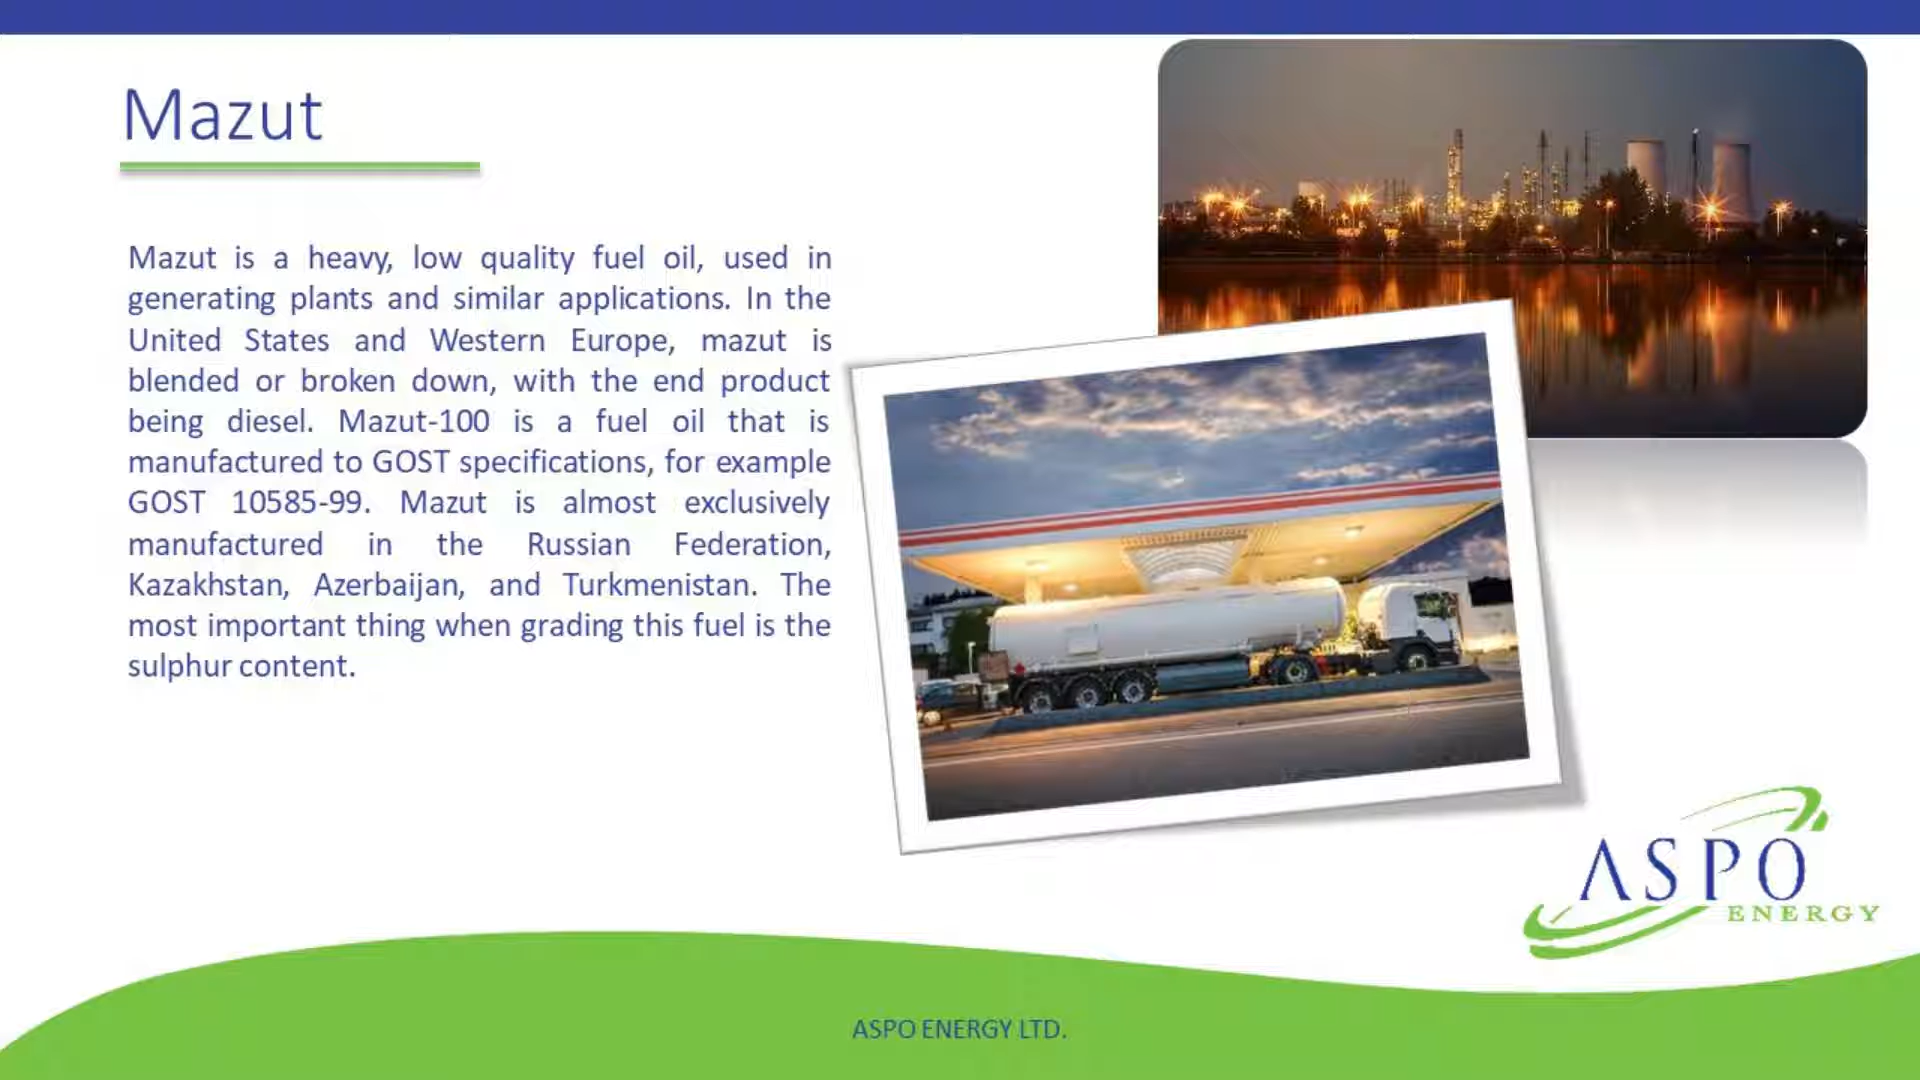 Mazut
Mazut is a heavy, low quality fuel oil, used in
generating plants and similar applications. In the
United States and Western Europe, mazut is
blended or broken down, with the end product
being diesel. Mazut-100 is a fuel oil that is
manufactured to GOST specifications, for example
GOST 10585-99. Mazut is almost exclusively
manufactured in the Russian Federation,
Kazakhstan, Azerbaijan, and Turkmenistan. The
most important thing when grading this fuel is the
sulphur content.
ASPO
ENERGY
ASPO ENERGY LTD.